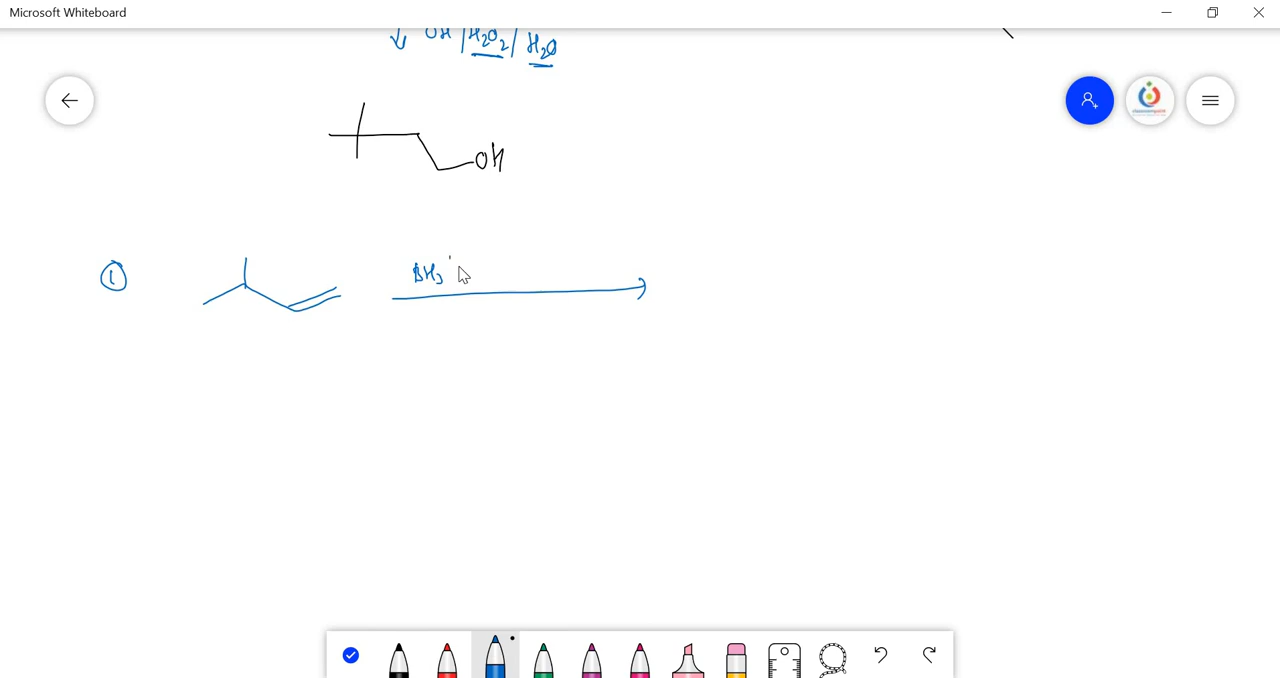 Microsoft Whiteboard
OH / H₂O₂ / H₂O
OH
① BH₃